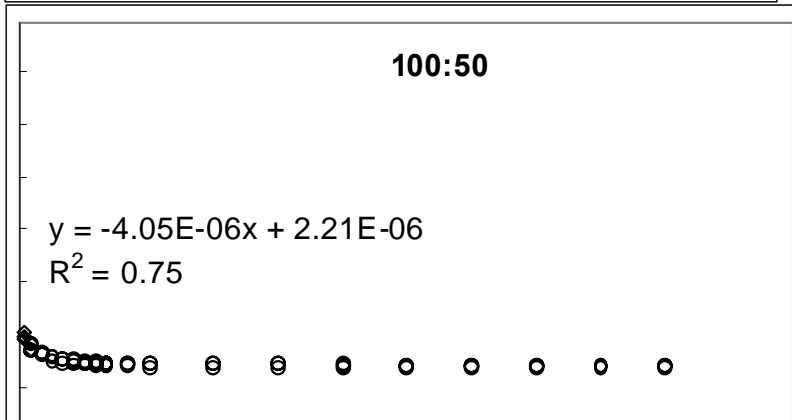 100:50
y = -4.05E-06x + 2.21E-06
R² = 0.75